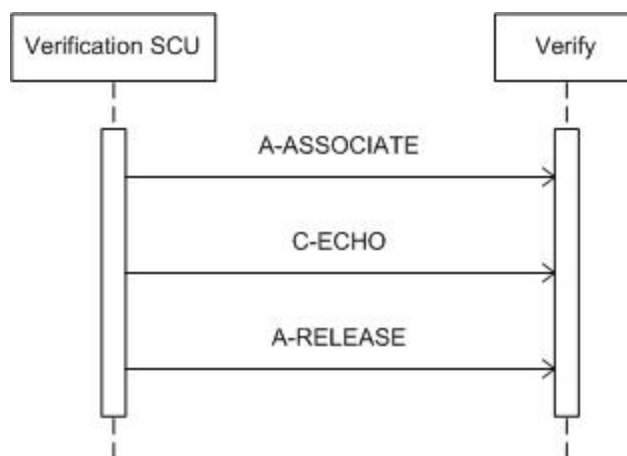 Verification SCU
Verify
A-ASSOCIATE
C-ECHO
A-RELEASE